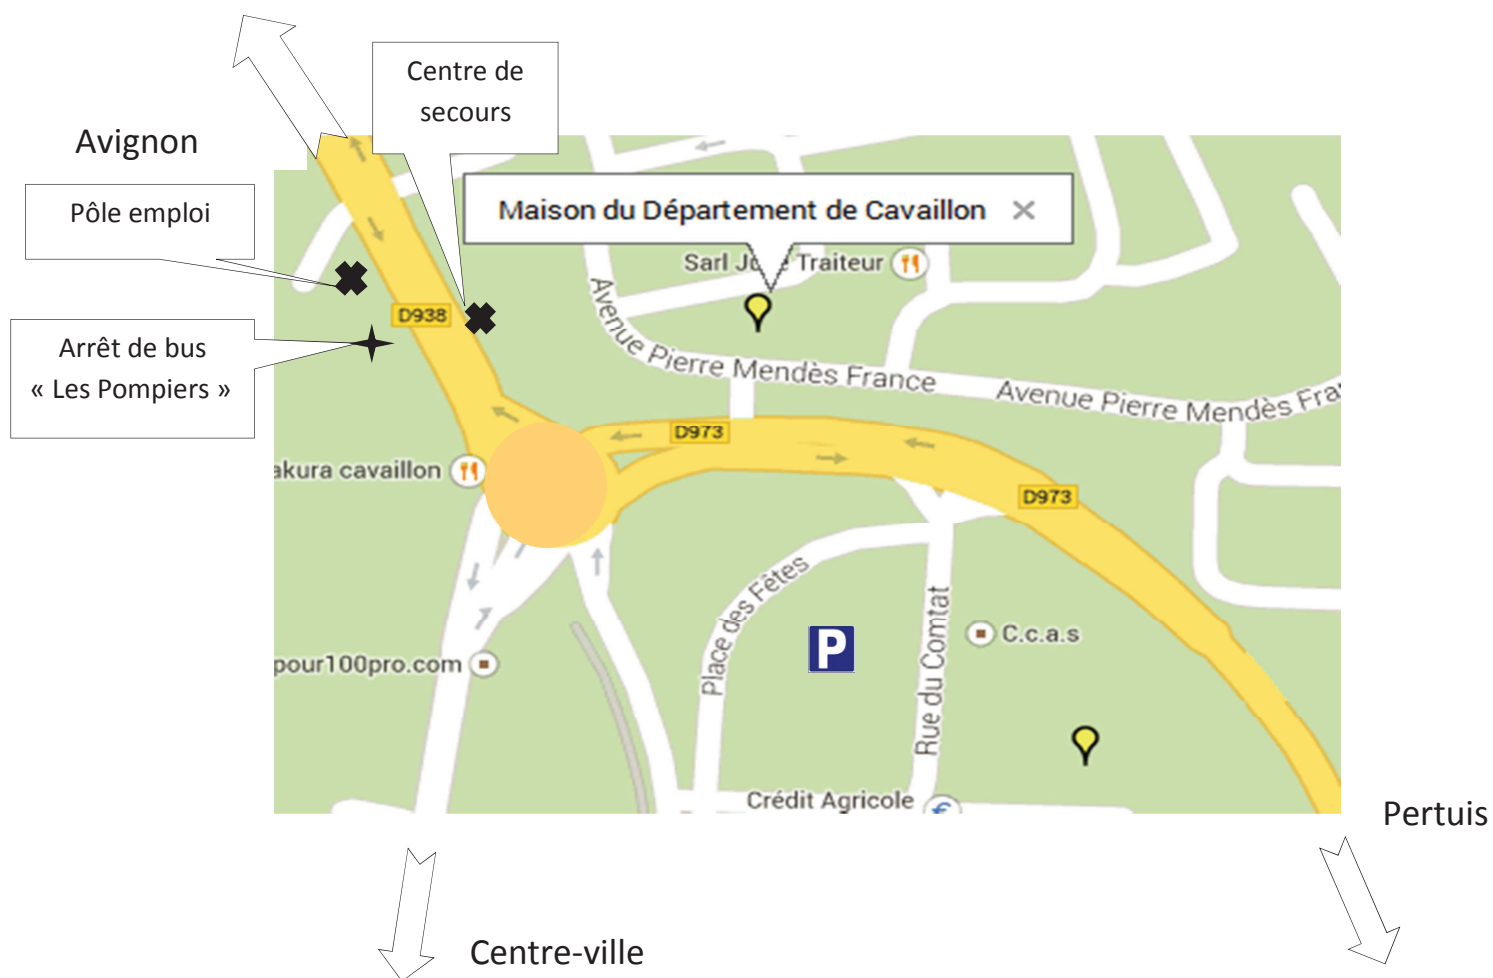 Centre de
secours
Avignon
Pôle emploi
Maison du Département de Cavaillon ×
Sarl Jo Traiteur
D938
Arrêt de bus
« Les Pompiers »
Avenue Pierre Mendès France
Avenue Pierre Mendès Fra
D973
akura cavaillon
D973
Place des Fêtes
Rue du Comtat
P
C.c.a.s
pour100pro.com
Crédit Agricole
€
Pertuis
Centre-ville